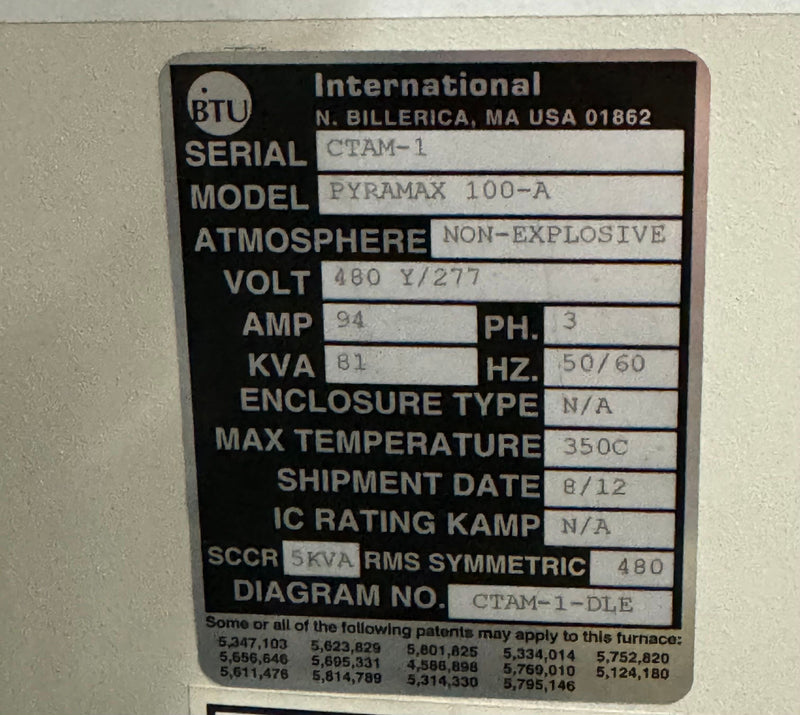 BTU International
N. BILLERICA, MA USA 01862
SERIAL CTAM-1
MODEL PYRAMAX 100-A
ATMOSPHERE NON-EXPLOSIVE
VOLT 480 Y/277
AMP 94 PH. 3
KVA 81 HZ. 50/60
ENCLOSURE TYPE N/A
MAX TEMPERATURE 350C
SHIPMENT DATE 8/12
IC RATING KAMP N/A
SCCR 5KVA RMS SYMMETRIC 480
DIAGRAM NO. CTAM-1-DLE
Some or all of the following patents may apply to this furnace:
5,347,103 5,623,829 5,801,825 5,334,014 5,752,820
5,656,646 5,695,331 4,586,898 5,769,010 5,124,180
5,611,476 5,814,789 5,314,330 5,795,146